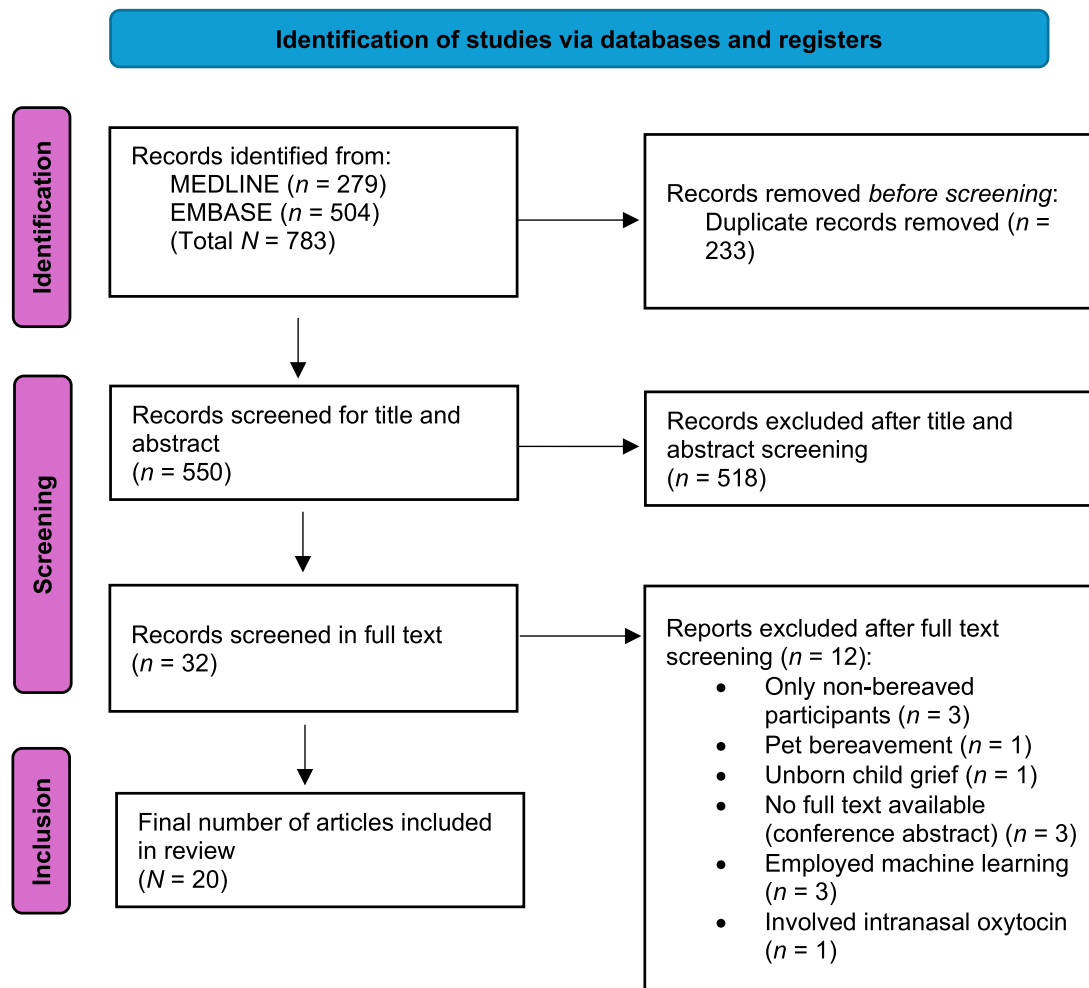 Identification of studies via databases and registers
Identification
Records identified from:
MEDLINE (n = 279)
EMBASE (n = 504)
(Total N = 783)
Records removed before screening:
Duplicate records removed (n =
233)
Screening
Records screened for title and
abstract
(n = 550)
Records excluded after title and
abstract screening
(n = 518)
Records screened in full text
(n = 32)
Reports excluded after full text
screening (n = 12):
• Only non-bereaved
participants (n = 3)
• Pet bereavement (n = 1)
• Unborn child grief (n = 1)
• No full text available
(conference abstract) (n = 3)
• Employed machine learning
(n = 3)
• Involved intranasal oxytocin
(n = 1)
Inclusion
Final number of articles included
in review
(N = 20)